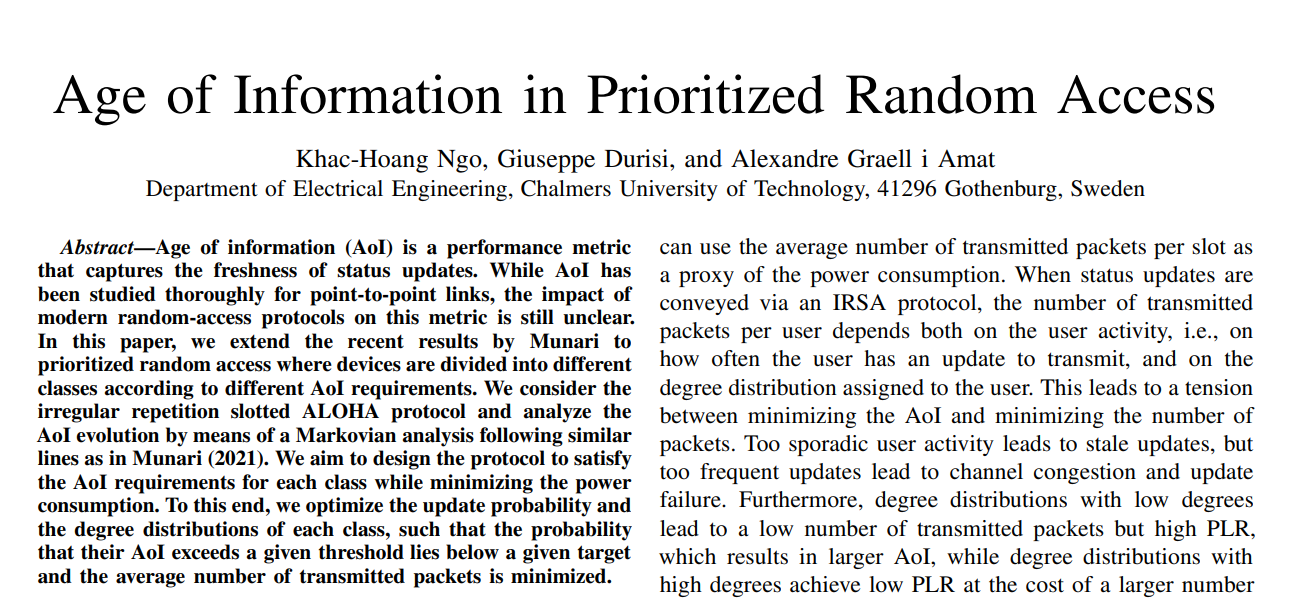 Age of Information in Prioritized Random Access
Khac-Hoang Ngo, Giuseppe Durisi, and Alexandre Graell i Amat
Department of Electrical Engineering, Chalmers University of Technology, 41296 Gothenburg, Sweden
Abstract—Age of information (AoI) is a performance metric
that captures the freshness of status updates. While AoI has
been studied thoroughly for point-to-point links, the impact of
modern random-access protocols on this metric is still unclear.
In this paper, we extend the recent results by Munari to
prioritized random access where devices are divided into different
classes according to different AoI requirements. We consider the
irregular repetition slotted ALOHA protocol and analyze the
AoI evolution by means of a Markovian analysis following similar
lines as in Munari (2021). We aim to design the protocol to satisfy
the AoI requirements for each class while minimizing the power
consumption. To this end, we optimize the update probability and
the degree distributions of each class, such that the probability
that their AoI exceeds a given threshold lies below a given target
and the average number of transmitted packets is minimized.
can use the average number of transmitted packets per slot as
a proxy of the power consumption. When status updates are
conveyed via an IRSA protocol, the number of transmitted
packets per user depends both on the user activity, i.e., on
how often the user has an update to transmit, and on the
degree distribution assigned to the user. This leads to a tension
between minimizing the AoI and minimizing the number of
packets. Too sporadic user activity leads to stale updates, but
too frequent updates lead to channel congestion and update
failure. Furthermore, degree distributions with low degrees
lead to a low number of transmitted packets but high PLR,
which results in larger AoI, while degree distributions with
high degrees achieve low PLR at the cost of a larger number